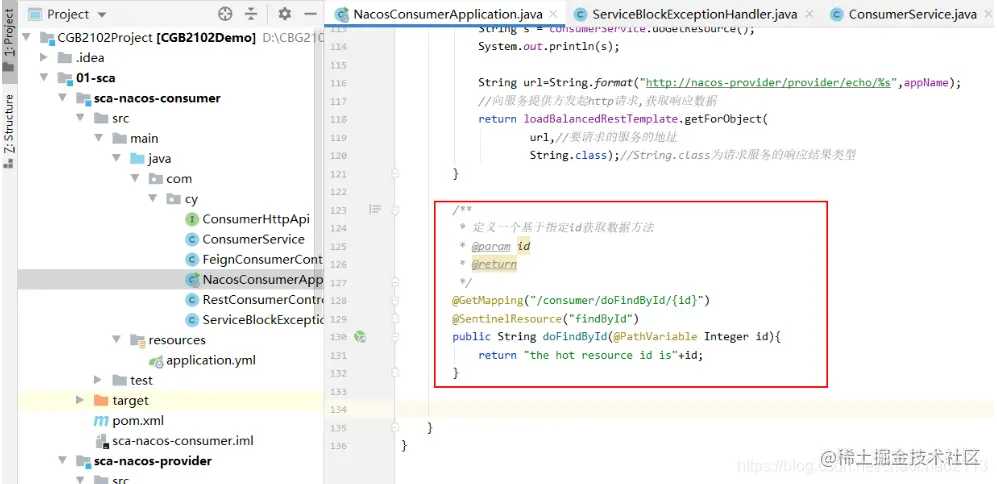 1: Project
Z: Structure
Project
CGB2102Project [CGB2102Demo] D:\CBG210
.idea
01-sca
sca-nacos-consumer
src
main
java
com
cy
ConsumerHttpApi
ConsumerService
FeignConsumerCont
NacosConsumerApp
RestConsumerContro
ServiceBlockExceptio
resources
application.yml
test
target
pom.xml
sca-nacos-consumer.iml
sca-nacos-provider
src
NacosConsumerApplication.java
ServiceBlockExceptionHandler.java
ConsumerService.java
113 String s = consumerService.doGetResource();
114 System.out.println(s);
115
116 String url=String.format("http://nacos-provider/provider/echo/%s",appName);
117 //向服务提供方发起http请求,获取响应数据
118 return loadBalancedRestTemplate.getForObject(
119 url,//要请求的服务的地址
120 String.class);//String.class为请求服务的响应结果类型
121 }
122
123 /**
124 * 定义一个基于指定id获取数据方法
125 * @param id
126 * @return
127 */
128 @GetMapping("/consumer/doFindById/{id}")
129 @SentinelResource("findById")
130 public String doFindById(@PathVariable Integer id){
131 return "the hot resource id is"+id;
132 }
133
134
135 }
136 }
@稀土掘金技术社区